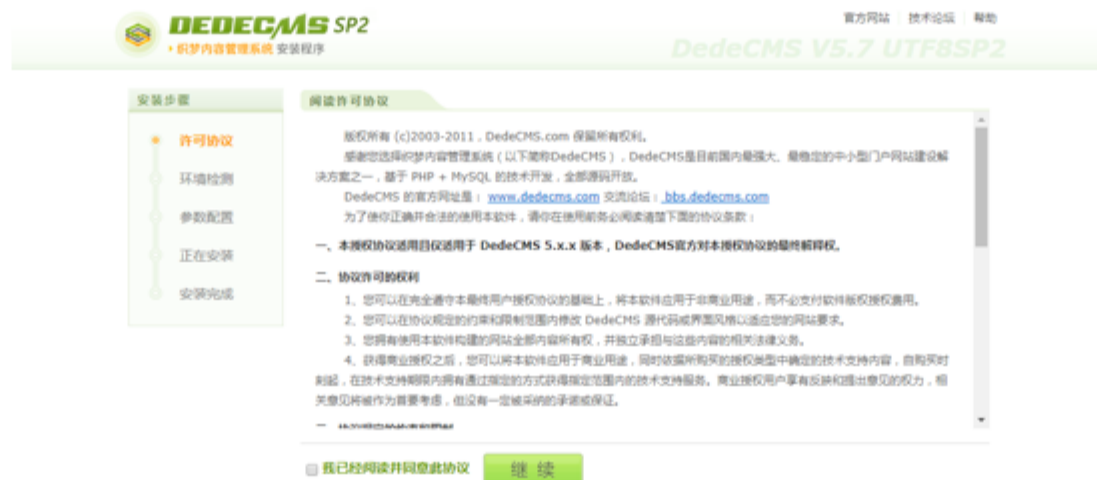 DEDECMS SP2
织梦内容管理系统 安装程序
官方网站 技术论坛 帮助
DedeCMS V5.7 UTF8SP2
安装步骤
许可协议
环境检测
参数配置
正在安装
安装完成
阅读许可协议
版权所有 (c)2003-2011，DedeCMS.com 保留所有权利。
感谢您选择织梦内容管理系统（以下简称DedeCMS），DedeCMS是目前国内最强大、最稳定的中小型门户网站建设解
决方案之一，基于 PHP + MySQL 的技术开发，全部源码开放。
DedeCMS 的官方网址是： www.dedecms.com 交流论坛： bbs.dedecms.com
为了使你正确并合法的使用本软件，请你在使用前务必阅读清楚下面的协议条款：
一、本授权协议适用且仅适用于 DedeCMS 5.x.x 版本，DedeCMS官方对本授权协议的最终解释权。
二、协议许可的权利
1、您可以在完全遵守本最终用户授权协议的基础上，将本软件应用于非商业用途，而不必支付软件版权授权费用。
2、您可以在协议规定的约束和限制范围内修改 DedeCMS 源代码或界面风格以适应您的网站要求。
3、您拥有使用本软件构建的网站全部内容所有权，并独立承担与这些内容的相关法律义务。
4、获得商业授权之后，您可以将本软件应用于商业用途，同时依据所购买的授权类型中确定的技术支持内容，自购买时
刻起，在技术支持期限内拥有通过指定的方式获得指定范围内的技术支持服务。商业授权用户享有反映和提出意见的权力，相
关意见将被作为首要考虑，但没有一定被采纳的承诺或保证。
我已经阅读并同意此协议
继 续